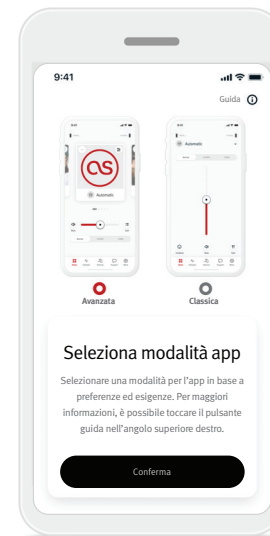 9:41
Guida
Automatic
Automatic
Avanzata
Classica
Seleziona modalità app
Selezionare una modalità per l'app in base a
preferenze ed esigenze. Per maggiori
informazioni, è possibile toccare il pulsante
guida nell'angolo superiore destro.
Conferma